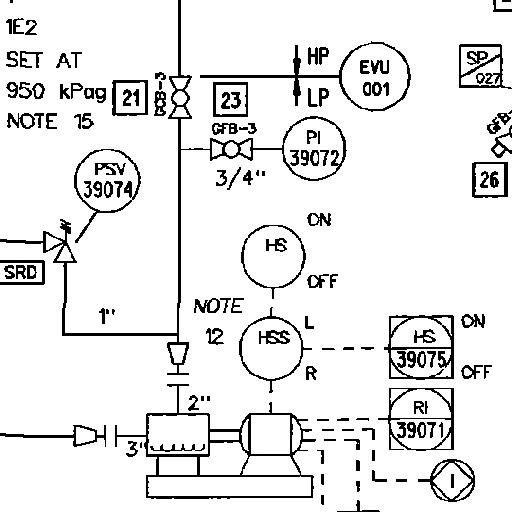 1E2
SET AT
950 kPag
NOTE 15
21
GCB-3
23
HP
LP
EVU
001
SP
027
GFB-3
PI
39072
3/4"
GFB-
26
PSV
39074
SRD
1"
ON
HS
OFF
NOTE
12
L
HSS
R
HS
39075
ON
OFF
RI
39071
2"
3"
I